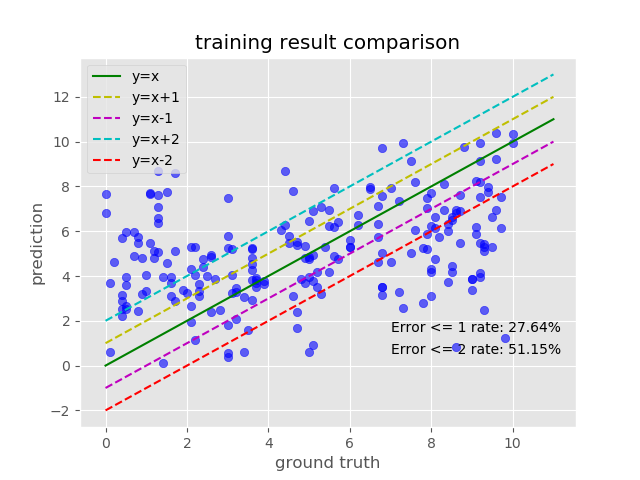 training result comparison
y=x
y=x+1
y=x-1
y=x+2
y=x-2
12
10
8
6
4
2
0
−2
prediction
Error <= 1 rate: 27.64%
Error <= 2 rate: 51.15%
0 2 4 6 8 10
ground truth